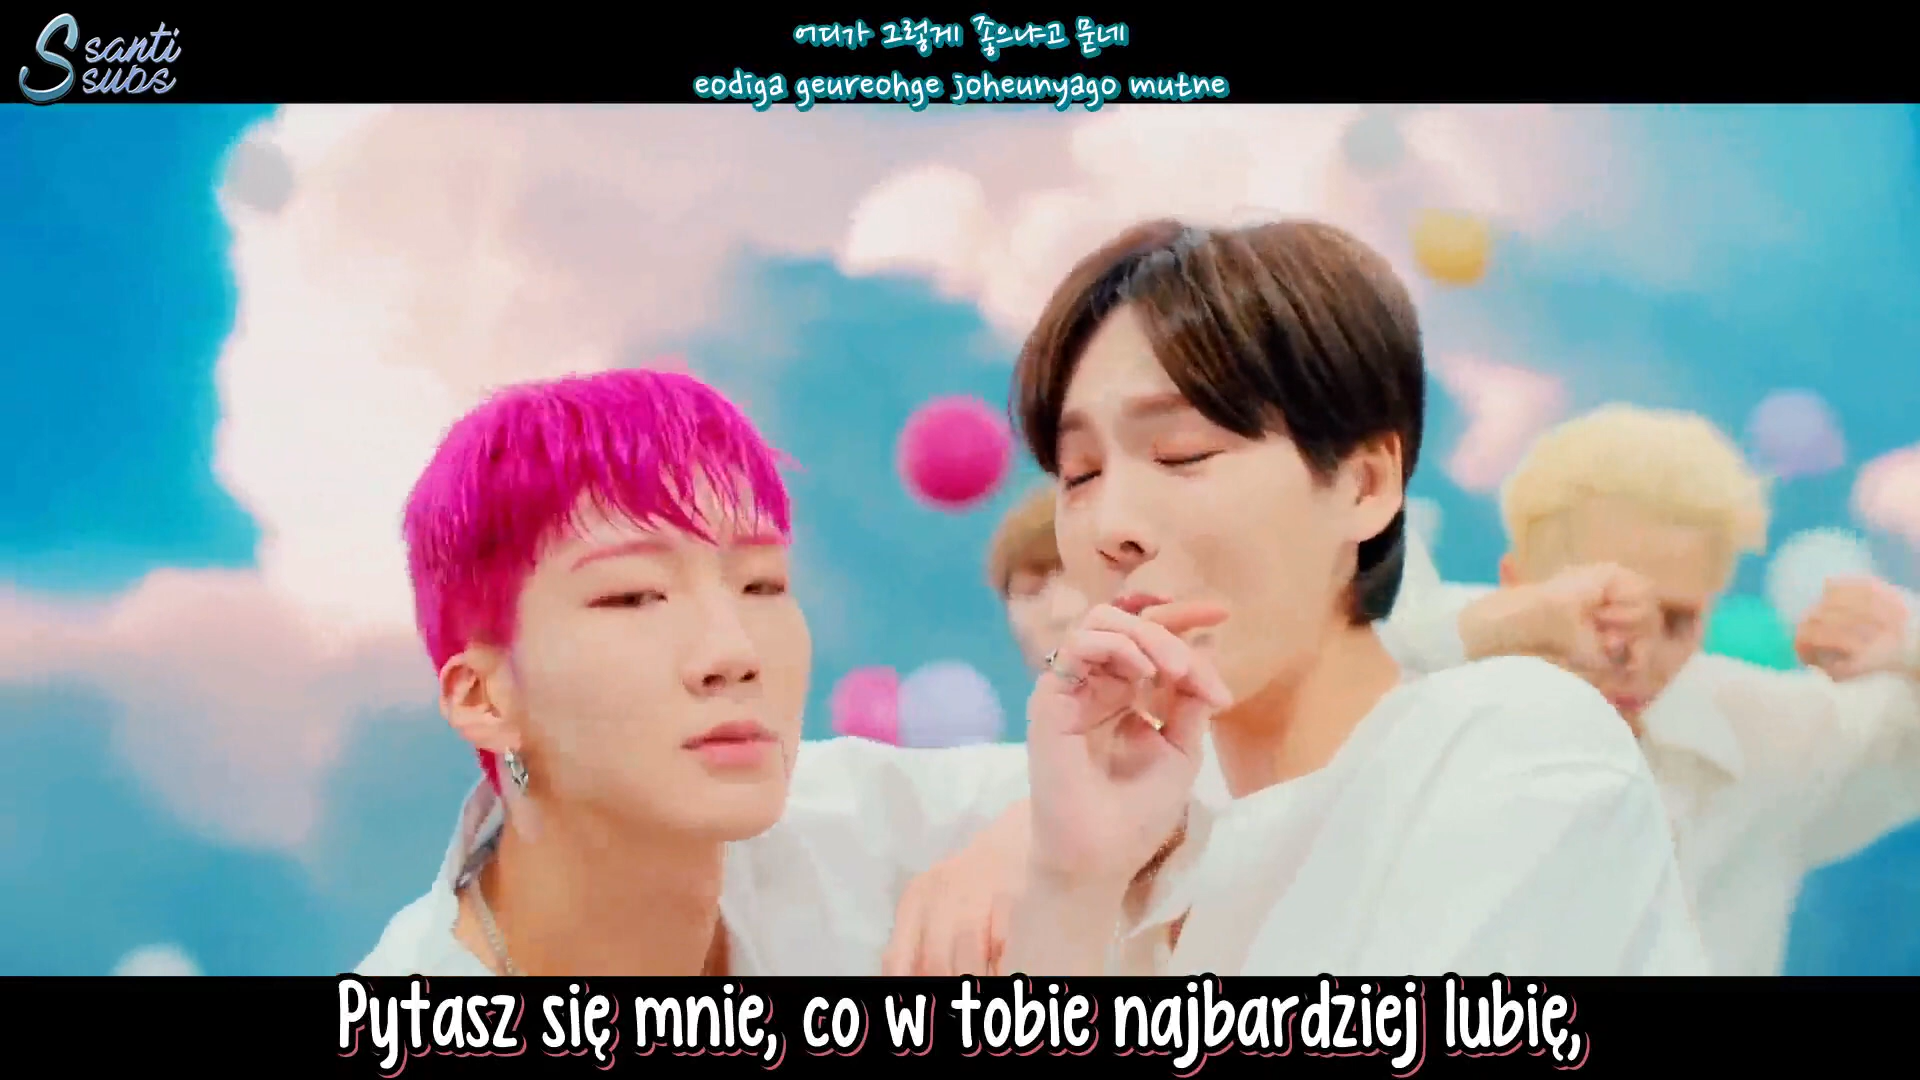 Ssanti
subs
어디가 그렇게 좋으냐고 묻네
eodiga geureohge joheunyago mutne
Pytasz się mnie, co w tobie najbardziej lubię,